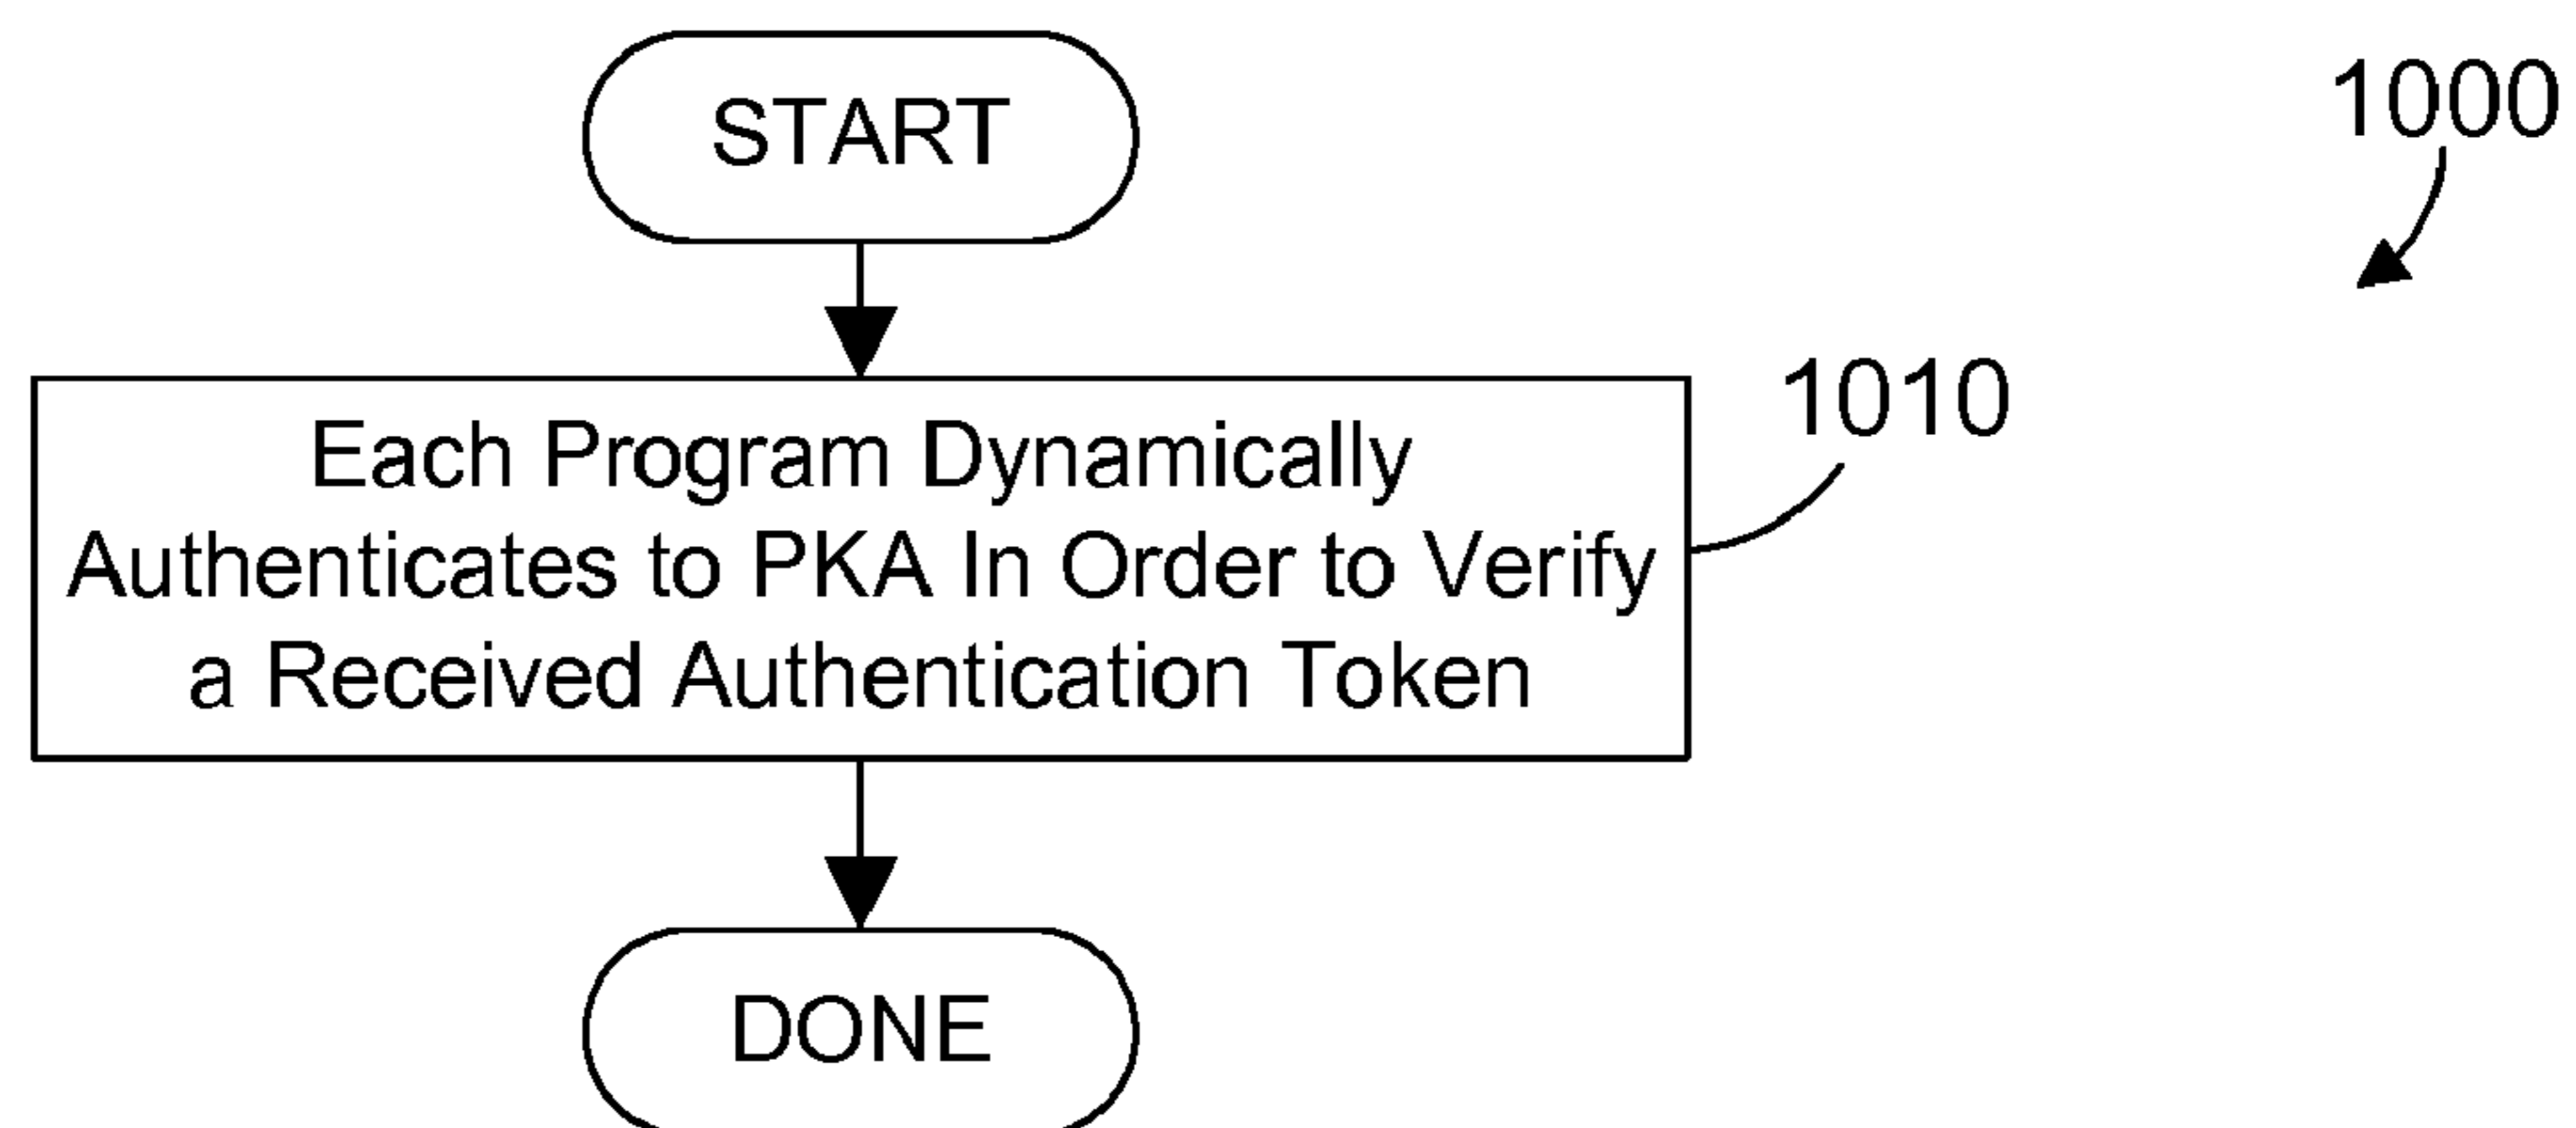 START
1000
1010
Each Program Dynamically
Authenticates to PKA In Order to Verify
a Received Authentication Token
DONE